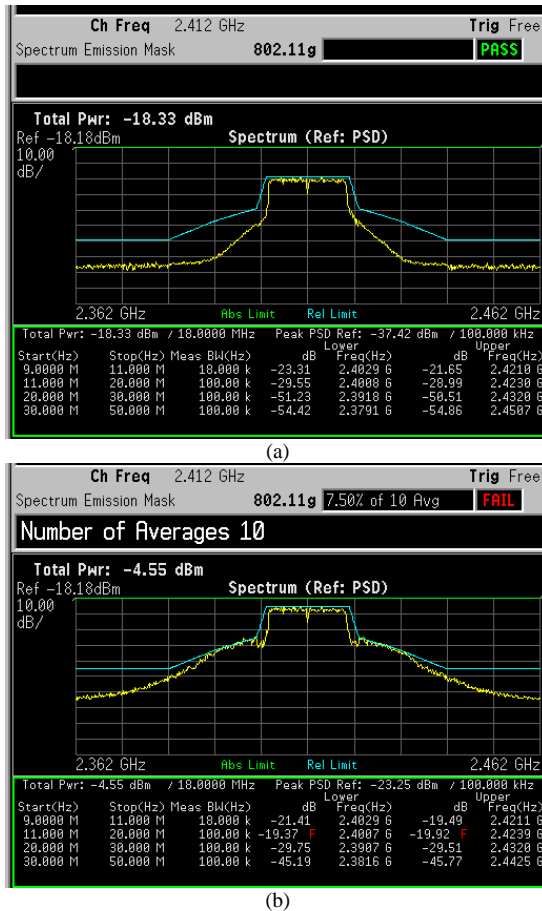 Ch Freq 2.412 GHz Trig Free
Spectrum Emission Mask 802.11g PASS
Total Pwr: -18.33 dBm
Ref -18.18dBm Spectrum (Ref: PSD)
10.00
dB/
2.362 GHz Abs Limit Rel Limit 2.462 GHz
Total Pwr: -18.33 dBm / 18.0000 MHz Peak PSD Ref: -37.42 dBm / 100.000 kHz
Lower Upper
Start(Hz) Stop(Hz) Meas BW(Hz) dB Freq(Hz) dB Freq(Hz)
9.0000 M 11.000 M 18.000 k -23.31 2.4029 G -21.65 2.4210 G
11.000 M 20.000 M 100.00 k -29.55 2.4008 G -28.99 2.4230 G
20.000 M 30.000 M 100.00 k -51.23 2.3918 G -50.51 2.4320 G
30.000 M 50.000 M 100.00 k -54.42 2.3791 G -54.86 2.4507 G
(a)
Ch Freq 2.412 GHz Trig Free
Spectrum Emission Mask 802.11g 7.50% of 10 Avg FAIL
Number of Averages 10
Total Pwr: -4.55 dBm
Ref -18.18dBm Spectrum (Ref: PSD)
10.00
dB/
2.362 GHz Abs Limit Rel Limit 2.462 GHz
Total Pwr: -4.55 dBm / 18.0000 MHz Peak PSD Ref: -23.25 dBm / 100.000 kHz
Lower Upper
Start(Hz) Stop(Hz) Meas BW(Hz) dB Freq(Hz) dB Freq(Hz)
9.0000 M 11.000 M 18.000 k -21.41 2.4029 G -19.49 2.4211 G
11.000 M 20.000 M 100.00 k -19.37 F 2.4007 G -19.92 F 2.4239 G
20.000 M 30.000 M 100.00 k -29.75 2.3907 G -29.51 2.4320 G
30.000 M 50.000 M 100.00 k -45.19 2.3816 G -45.77 2.4425 G
(b)